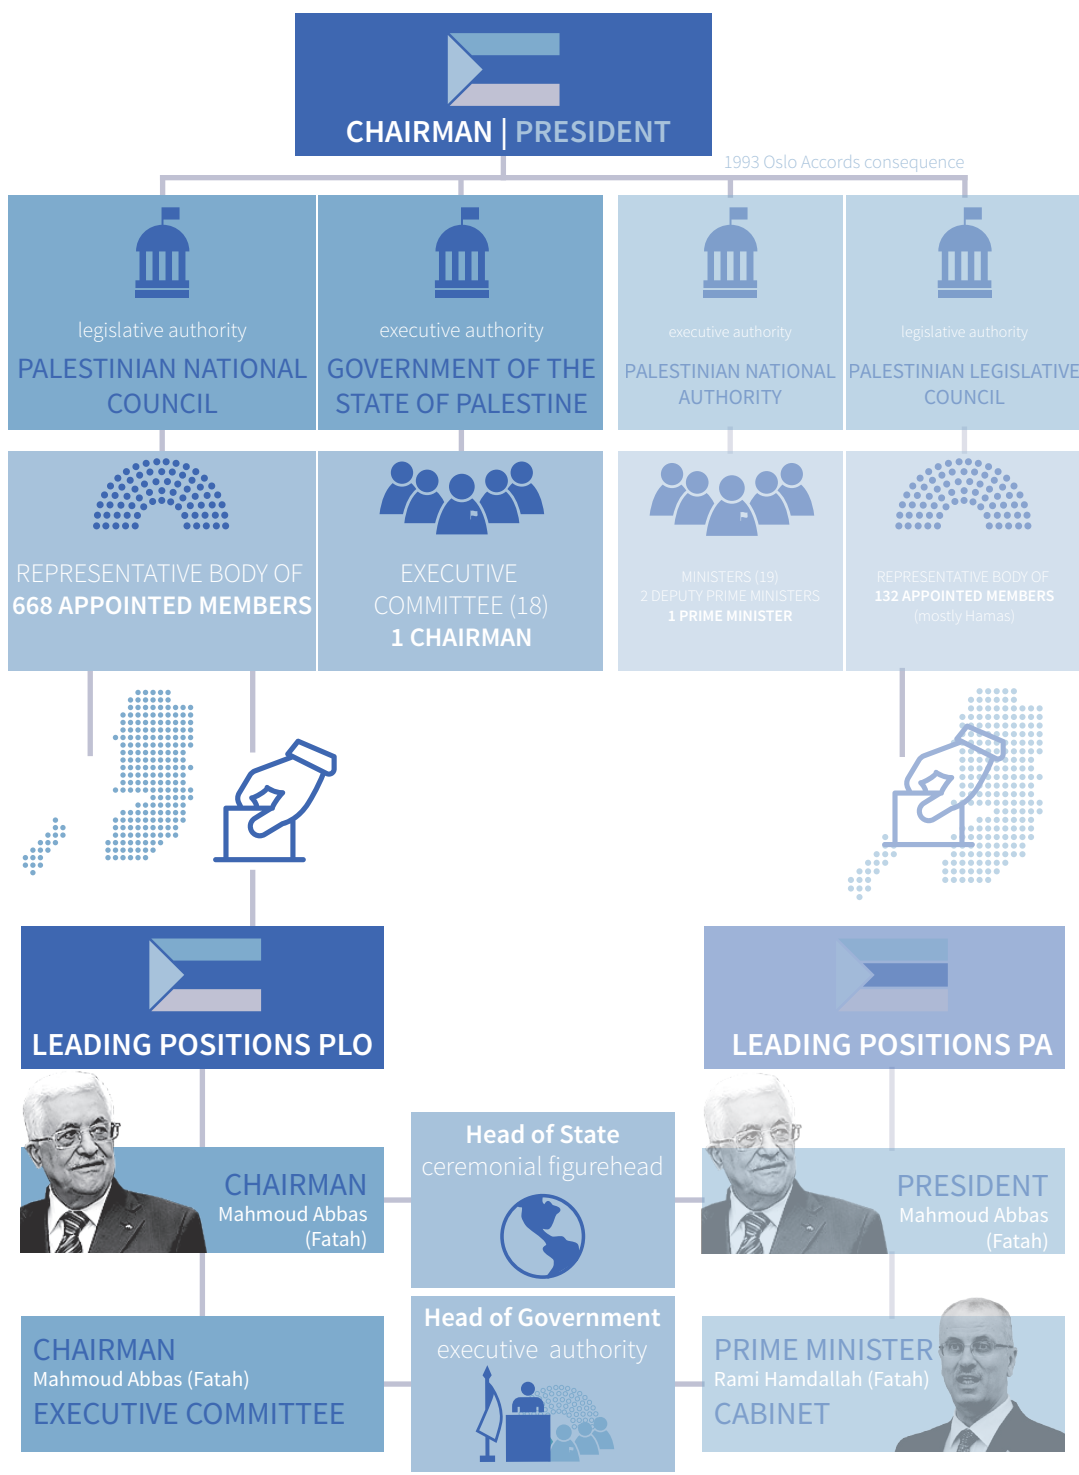 CHAIRMAN | PRESIDENT
1993 Oslo Accords consequence
legislative authority
PALESTINIAN NATIONAL
COUNCIL
executive authority
GOVERNMENT OF THE
STATE OF PALESTINE
executive authority
PALESTINIAN NATIONAL
AUTHORITY
legislative authority
PALESTINIAN LEGISLATIVE
COUNCIL
REPRESENTATIVE BODY OF
668 APPOINTED MEMBERS
EXECUTIVE
COMMITTEE (18)
1 CHAIRMAN
MINISTERS (19)
2 DEPUTY PRIME MINISTERS
1 PRIME MINISTER
REPRESENTATIVE BODY OF
132 APPOINTED MEMBERS
(mostly Hamas)
LEADING POSITIONS PLO
LEADING POSITIONS PA
CHAIRMAN
Mahmoud Abbas
(Fatah)
Head of State
ceremonial figurehead
PRESIDENT
Mahmoud Abbas
(Fatah)
CHAIRMAN
Mahmoud Abbas (Fatah)
EXECUTIVE COMMITTEE
Head of Government
executive authority
PRIME MINISTER
Rami Hamdallah (Fatah)
CABINET